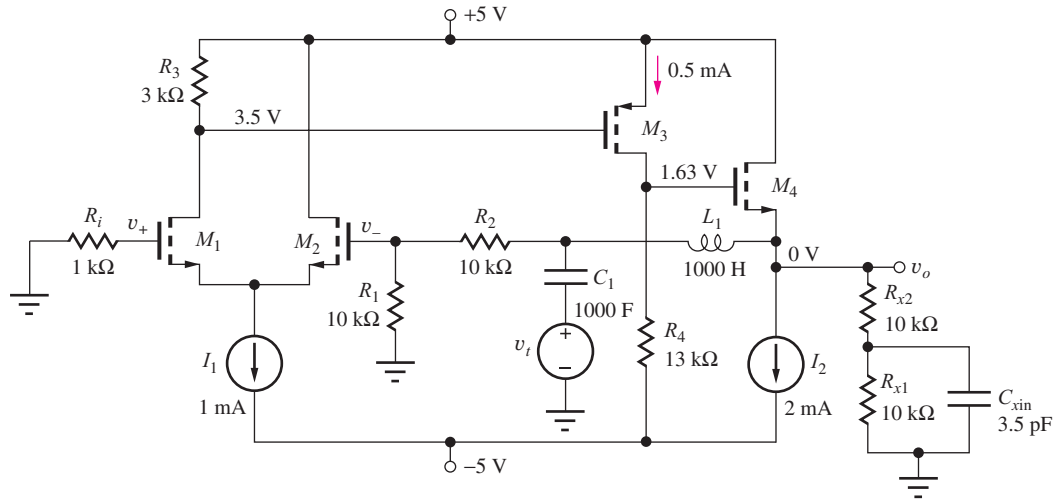 +5 V
R3
3 kΩ
3.5 V
0.5 mA
M3
1.63 V
M4
Ri
v+
1 kΩ
M1
M2
v−
R2
10 kΩ
L1
1000 H
0 V
vo
R1
10 kΩ
C1
1000 F
Rx2
10 kΩ
I1
1 mA
vt
+
−
R4
13 kΩ
I2
2 mA
Rx1
10 kΩ
Cxin
3.5 pF
−5 V